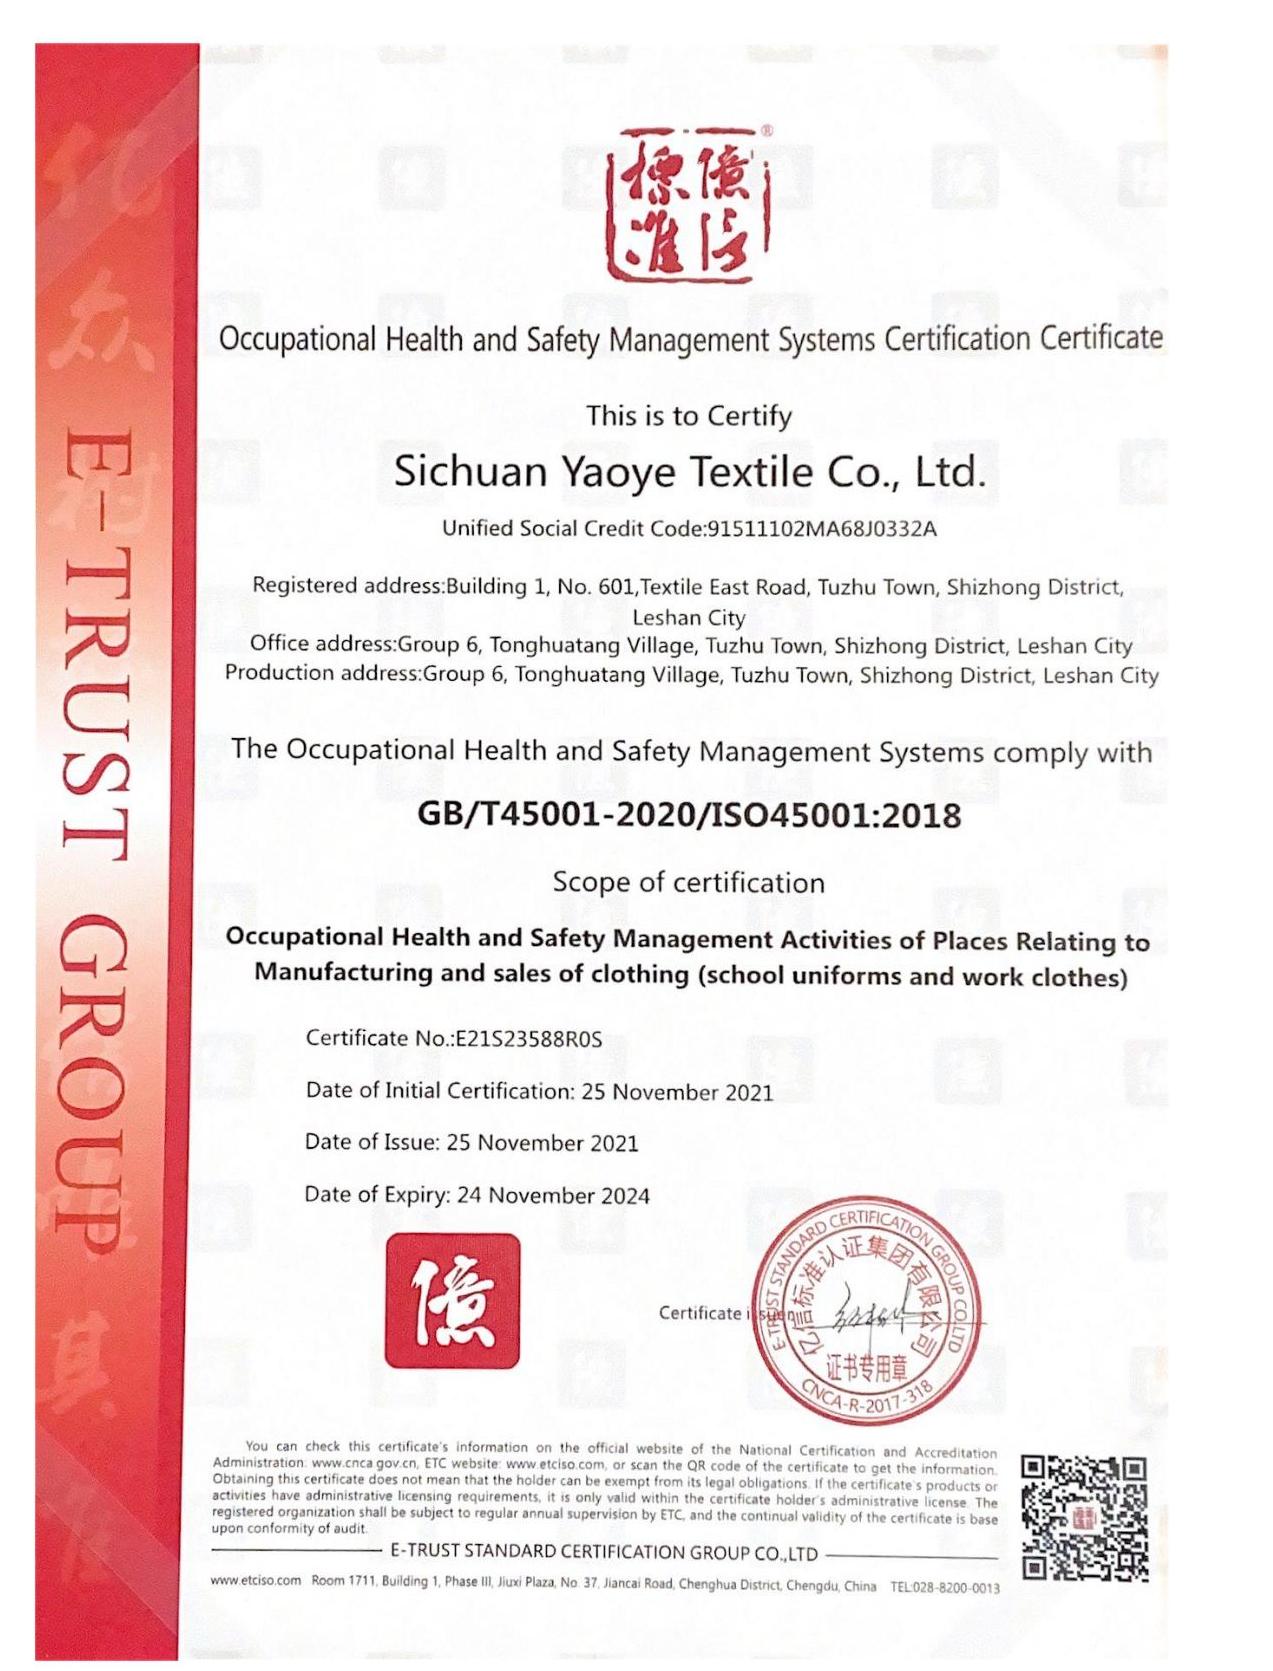 標億
準信
®
Occupational Health and Safety Management Systems Certification Certificate
This is to Certify
Sichuan Yaoye Textile Co., Ltd.
Unified Social Credit Code:91511102MA68J0332A
Registered address:Building 1, No. 601,Textile East Road, Tuzhu Town, Shizhong District,
Leshan City
Office address:Group 6, Tonghuatang Village, Tuzhu Town, Shizhong District, Leshan City
Production address:Group 6, Tonghuatang Village, Tuzhu Town, Shizhong District, Leshan City
The Occupational Health and Safety Management Systems comply with
GB/T45001-2020/ISO45001:2018
Scope of certification
Occupational Health and Safety Management Activities of Places Relating to
Manufacturing and sales of clothing (school uniforms and work clothes)
Certificate No.:E21S23588R0S
Date of Initial Certification: 25 November 2021
Date of Issue: 25 November 2021
Date of Expiry: 24 November 2024
億
Certificate issuer
E-TRUST STANDARD CERTIFICATION GROUP CO.LTD
亿信标准认证集团有限公司
证书专用章
CNCA-R-2017-318
You can check this certificate's information on the official website of the National Certification and Accreditation
Administration: www.cnca.gov.cn, ETC website: www.etciso.com, or scan the QR code of the certificate to get the information.
Obtaining this certificate does not mean that the holder can be exempt from its legal obligations. If the certificate's products or
activities have administrative licensing requirements, it is only valid within the certificate holder's administrative license. The
registered organization shall be subject to regular annual supervision by ETC, and the continual validity of the certificate is base
upon conformity of audit.
E-TRUST STANDARD CERTIFICATION GROUP CO.,LTD
www.etciso.com Room 1711, Building 1, Phase III, Jiuxi Plaza, No. 37, Jiancai Road, Chenghua District, Chengdu, China TEL:028-8200-0013
E-TRUST GROUP